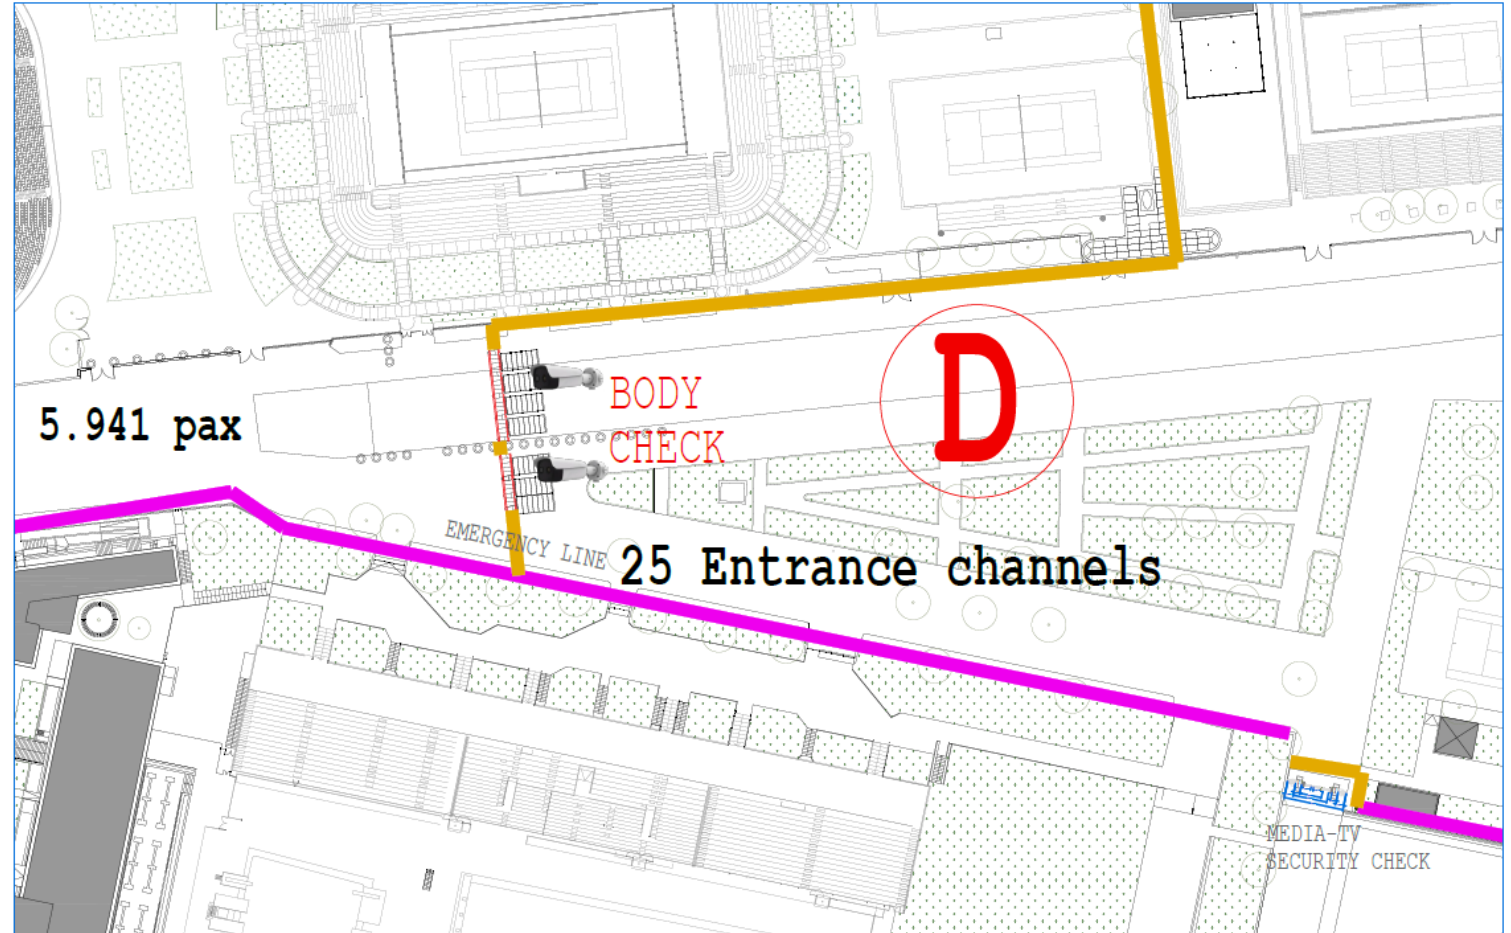 D
BODY
CHECK
5.941 pax
EMERGENCY LINE
25 Entrance channels
MEDIA-TV
SECURITY CHECK